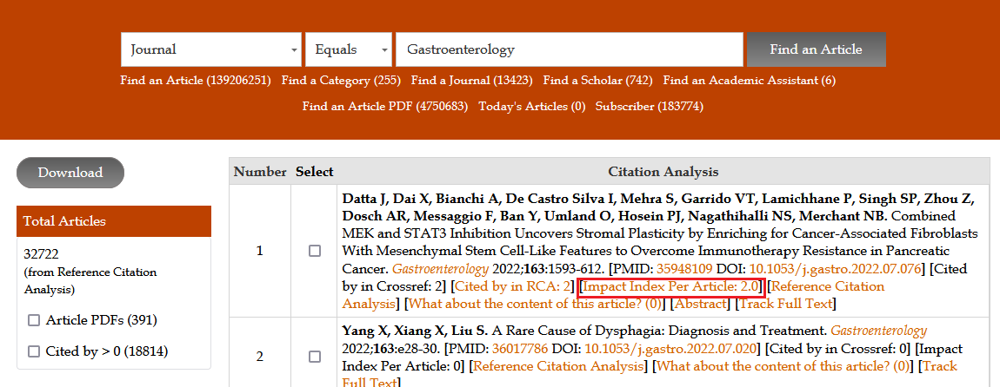 Journal Equals Gastroenterology Find an Article
Find an Article (139206251) Find a Category (255) Find a Journal (13423) Find a Scholar (742) Find an Academic Assistant (6)
Find an Article PDF (4750683) Today's Articles (0) Subscriber (183774)
Download
Total Articles
32722
(from Reference Citation
Analysis)
Article PDFs (391)
Cited by > 0 (18814)
Number Select Citation Analysis
1
Datta J, Dai X, Bianchi A, De Castro Silva I, Mehra S, Garrido VT, Lamichhane P, Singh SP, Zhou Z,
Dosch AR, Messaggio F, Ban Y, Umland O, Hosein PJ, Nagathihalli NS, Merchant NB. Combined
MEK and STAT3 Inhibition Uncovers Stromal Plasticity by Enriching for Cancer-Associated Fibroblasts
With Mesenchymal Stem Cell-Like Features to Overcome Immunotherapy Resistance in Pancreatic
Cancer. Gastroenterology 2022;163:1593-612. [PMID: 35948109 DOI: 10.1053/j.gastro.2022.07.076] [Cited
by in Crossref: 2] [Cited by in RCA: 2] [Impact Index Per Article: 2.0] [Reference Citation
Analysis] [What about the content of this article? (0)] [Abstract] [Track Full Text]
2
Yang X, Xiang X, Liu S. A Rare Cause of Dysphagia: Diagnosis and Treatment. Gastroenterology
2022;163:e28-30. [PMID: 36017786 DOI: 10.1053/j.gastro.2022.07.020] [Cited by in Crossref: 0] [Impact
Index Per Article: 0] [Reference Citation Analysis] [What about the content of this article? (0)] [Track
Full Text]